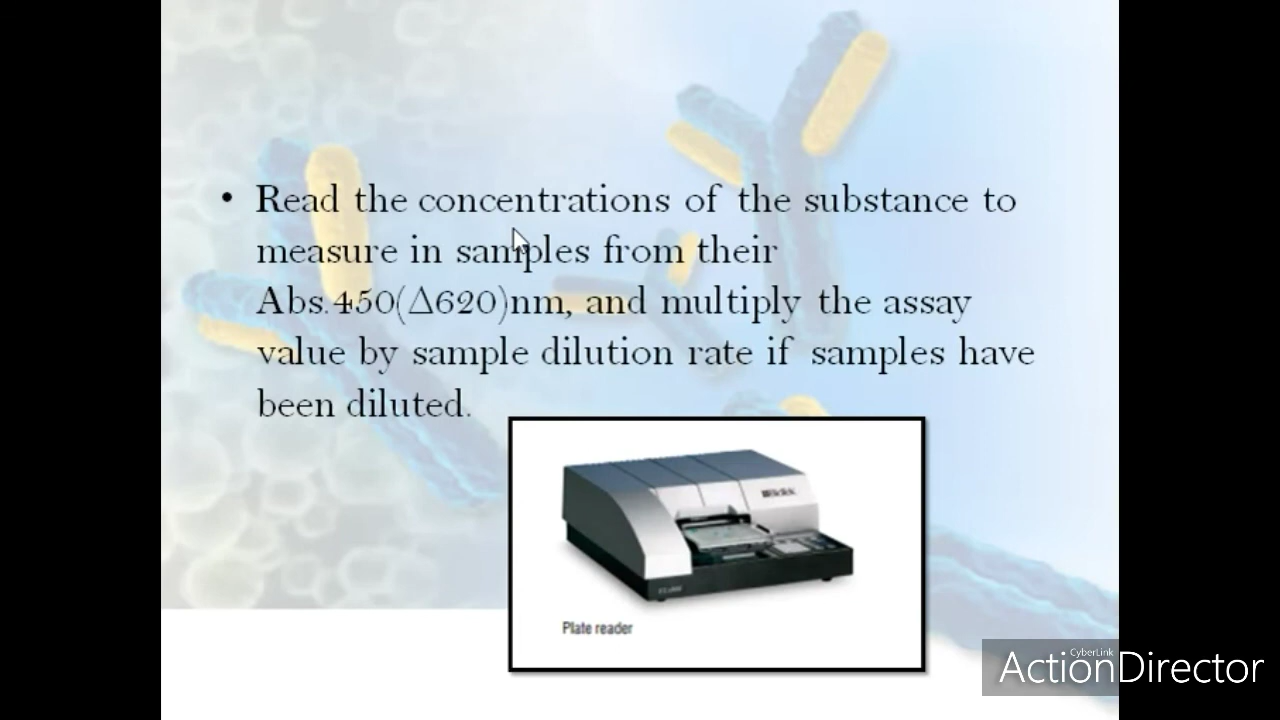 • Read the concentrations of the substance to
measure in samples from their
Abs.450(Δ620)nm, and multiply the assay
value by sample dilution rate if samples have
been diluted.
BioTek
Plate reader
CyberLink
ActionDirector